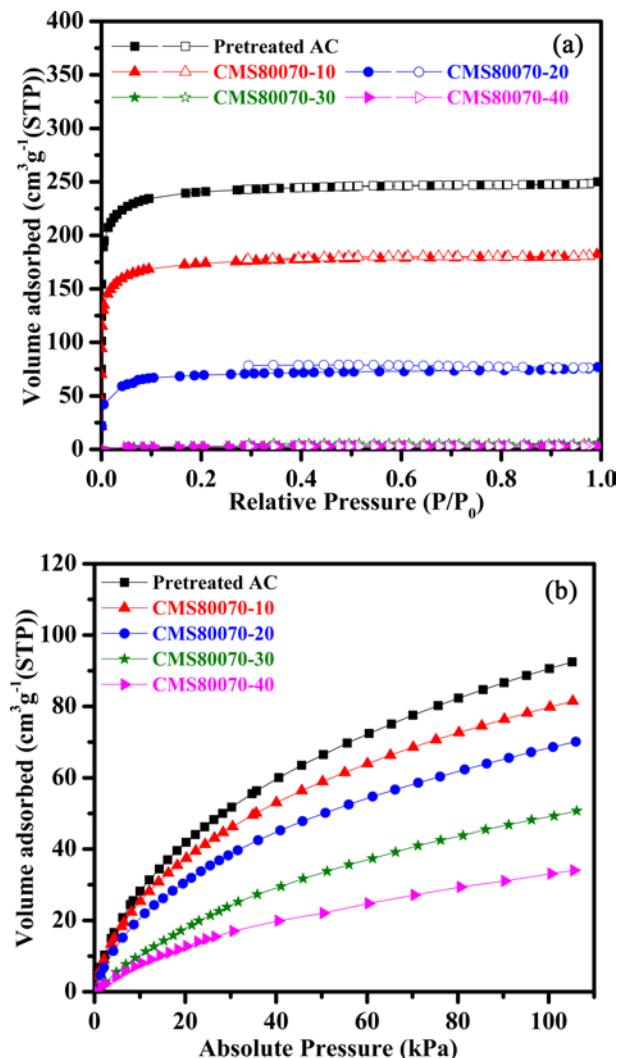 400
350
300
250
200
150
100
50
0
Volume adsorbed (cm³g⁻¹(STP))
Pretreated AC
(a)
CMS80070-10 CMS80070-20
CMS80070-30 CMS80070-40
0.0 0.2 0.4 0.6 0.8 1.0
Relative Pressure (P/P₀)
120
100
80
60
40
20
0
Volume adsorbed (cm³g⁻¹(STP))
Pretreated AC
(b)
CMS80070-10
CMS80070-20
CMS80070-30
CMS80070-40
0 20 40 60 80 100
Absolute Pressure (kPa)